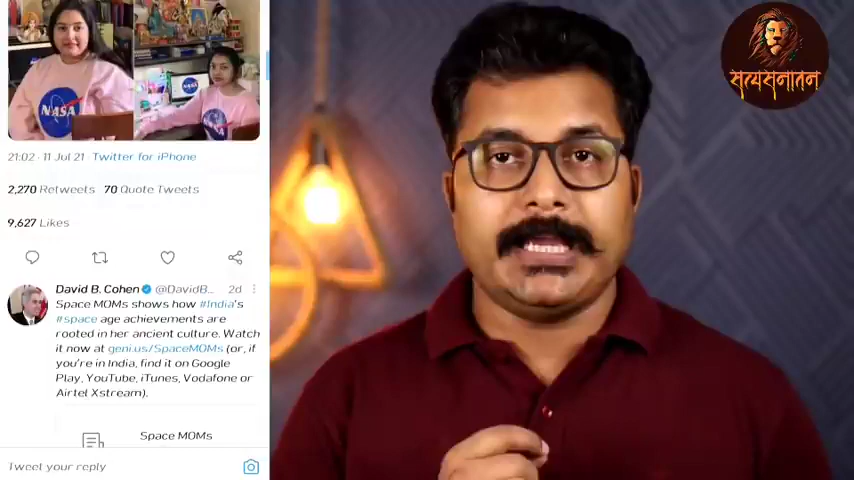 NASA
NASA
सत्यसनातन
21:02 · 11 Jul 21 Twitter for iPhone
2,270 Retweets 70 Quote Tweets
9,627 Likes
David B. Cohen @DavidB... 2d
Space MOMs shows how #India's
#space age achievements are
rooted in her ancient culture. Watch
it now at geni.us/SpaceMOMs (or, if
you're in India, find it on Google
Play, YouTube, iTunes, Vodafone or
Airtel Xstream).
Space MOMs
Tweet your reply